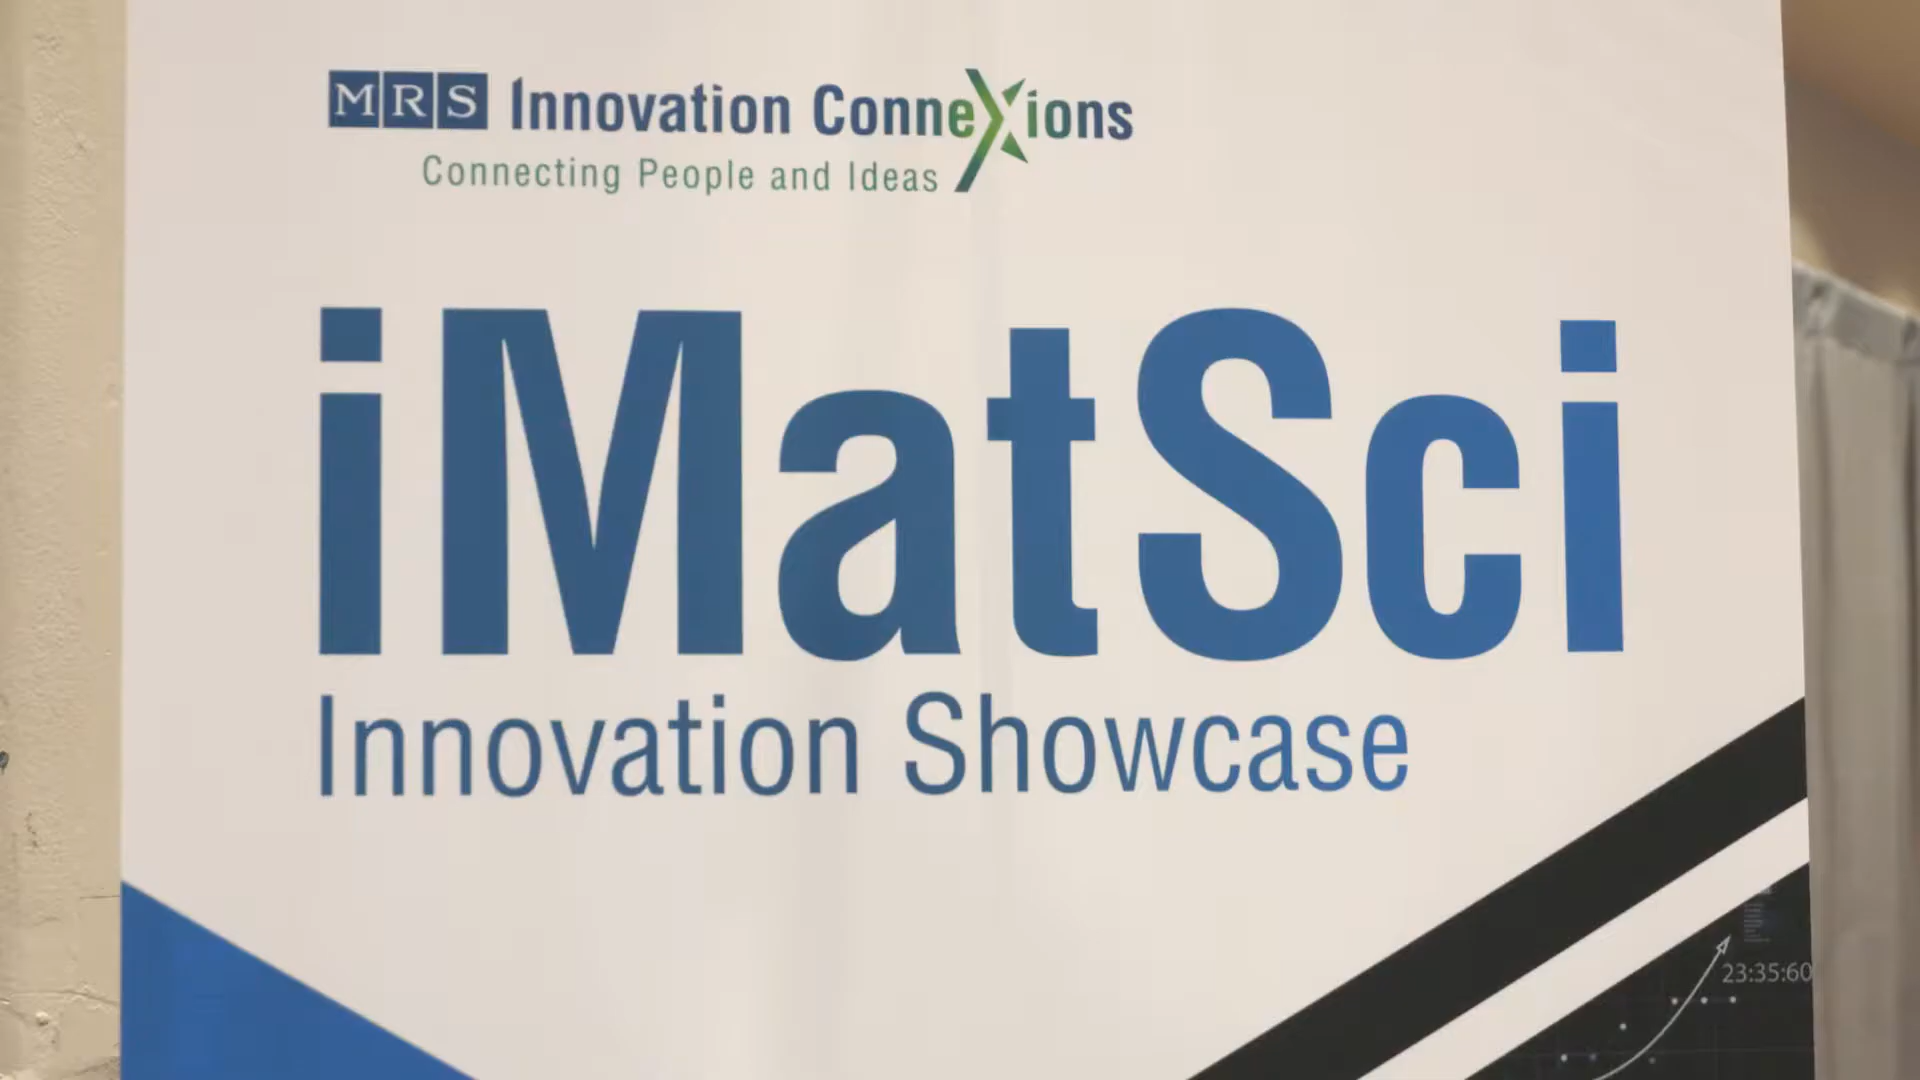 MRS Innovation ConneXions
Connecting People and Ideas
iMatSci
Innovation Showcase
23:35:60